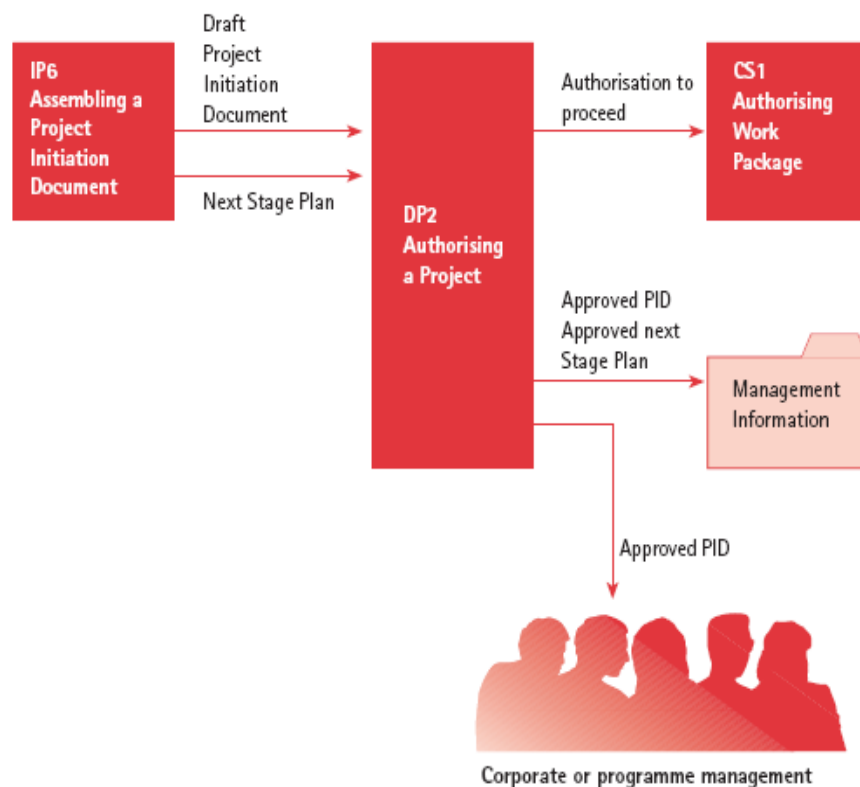 IP6
Assembling a
Project
Initiation
Document
Draft
Project
Initiation
Document
Next Stage Plan
DP2
Authorising
a Project
Authorisation to
proceed
CS1
Authorising
Work
Package
Approved PID
Approved next
Stage Plan
Management
Information
Approved PID
Corporate or programme management